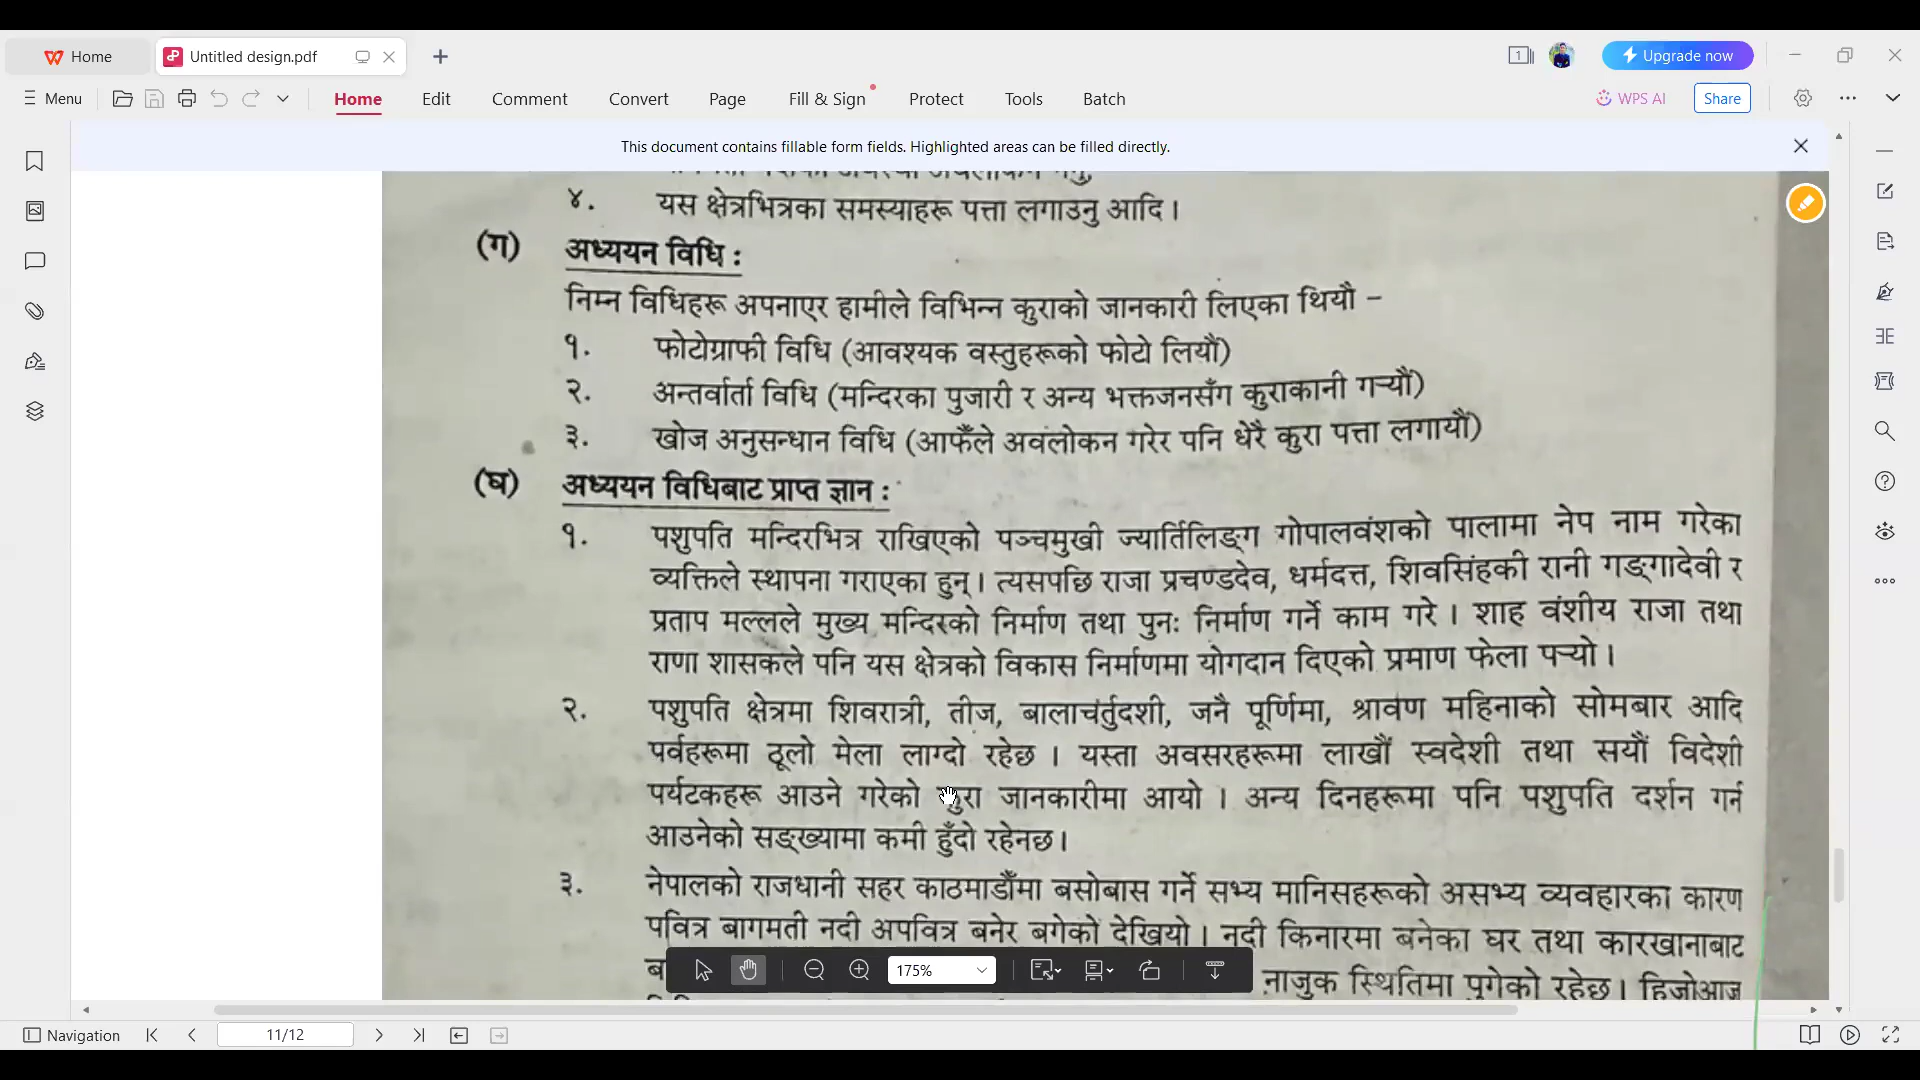 Home
Untitled design.pdf
1
Upgrade now
Menu
Home Edit Comment Convert Page Fill & Sign Protect Tools Batch
WPS AI
Share
This document contains fillable form fields. Highlighted areas can be filled directly.
४. यस क्षेत्रभित्रका समस्याहरू पत्ता लगाउनु आदि ।
(ग) अध्ययन विधि :
निम्न विधिहरू अपनाएर हामीले विभिन्न कुराको जानकारी लिएका थियौ –
१. फोटोग्राफी विधि (आवश्यक वस्तुहरूको फोटो लियौं)
२. अन्तर्वार्ता विधि (मन्दिरका पुजारी र अन्य भक्तजनसँग कुराकानी गर्‍यौं)
३. खोज अनुसन्धान विधि (आफैंले अवलोकन गरेर पनि धेरै कुरा पत्ता लगायौं)
(घ) अध्ययन विधिबाट प्राप्त ज्ञान :
१. पशुपति मन्दिरभित्र राखिएको पञ्चमुखी ज्यार्तिलिङ्ग गोपालवंशको पालामा नेप नाम गरेका
व्यक्तिले स्थापना गराएका हुन् । त्यसपछि राजा प्रचण्डदेव, धर्मदत्त, शिवसिंहकी रानी गङ्गादेवी र
प्रताप मल्लले मुख्य मन्दिरको निर्माण तथा पुनः निर्माण गर्ने काम गरे । शाह वंशीय राजा तथा
राणा शासकले पनि यस क्षेत्रको विकास निर्माणमा योगदान दिएको प्रमाण फेला पर्‍यो ।
२. पशुपति क्षेत्रमा शिवरात्री, तीज, बालाचर्तुदशी, जनै पूर्णिमा, श्रावण महिनाको सोमबार आदि
पर्वहरूमा ठूलो मेला लाग्दो रहेछ । यस्ता अवसरहरूमा लाखौं स्वदेशी तथा सयौं विदेशी
पर्यटकहरू आउने गरेको कुरा जानकारीमा आयो । अन्य दिनहरूमा पनि पशुपति दर्शन गर्न
आउनेको सङ्ख्यामा कमी हुँदो रहेनछ ।
३. नेपालको राजधानी सहर काठमाडौंमा बसोबास गर्ने सभ्य मानिसहरूको असभ्य व्यवहारका कारण
पवित्र बागमती नदी अपवित्र बनेर बगेको देखियो । नदी किनारमा बनेका घर तथा कारखानाबाट
नाजुक स्थितिमा पुगेको रहेछ । हिजोआज
175%
Navigation
11/12